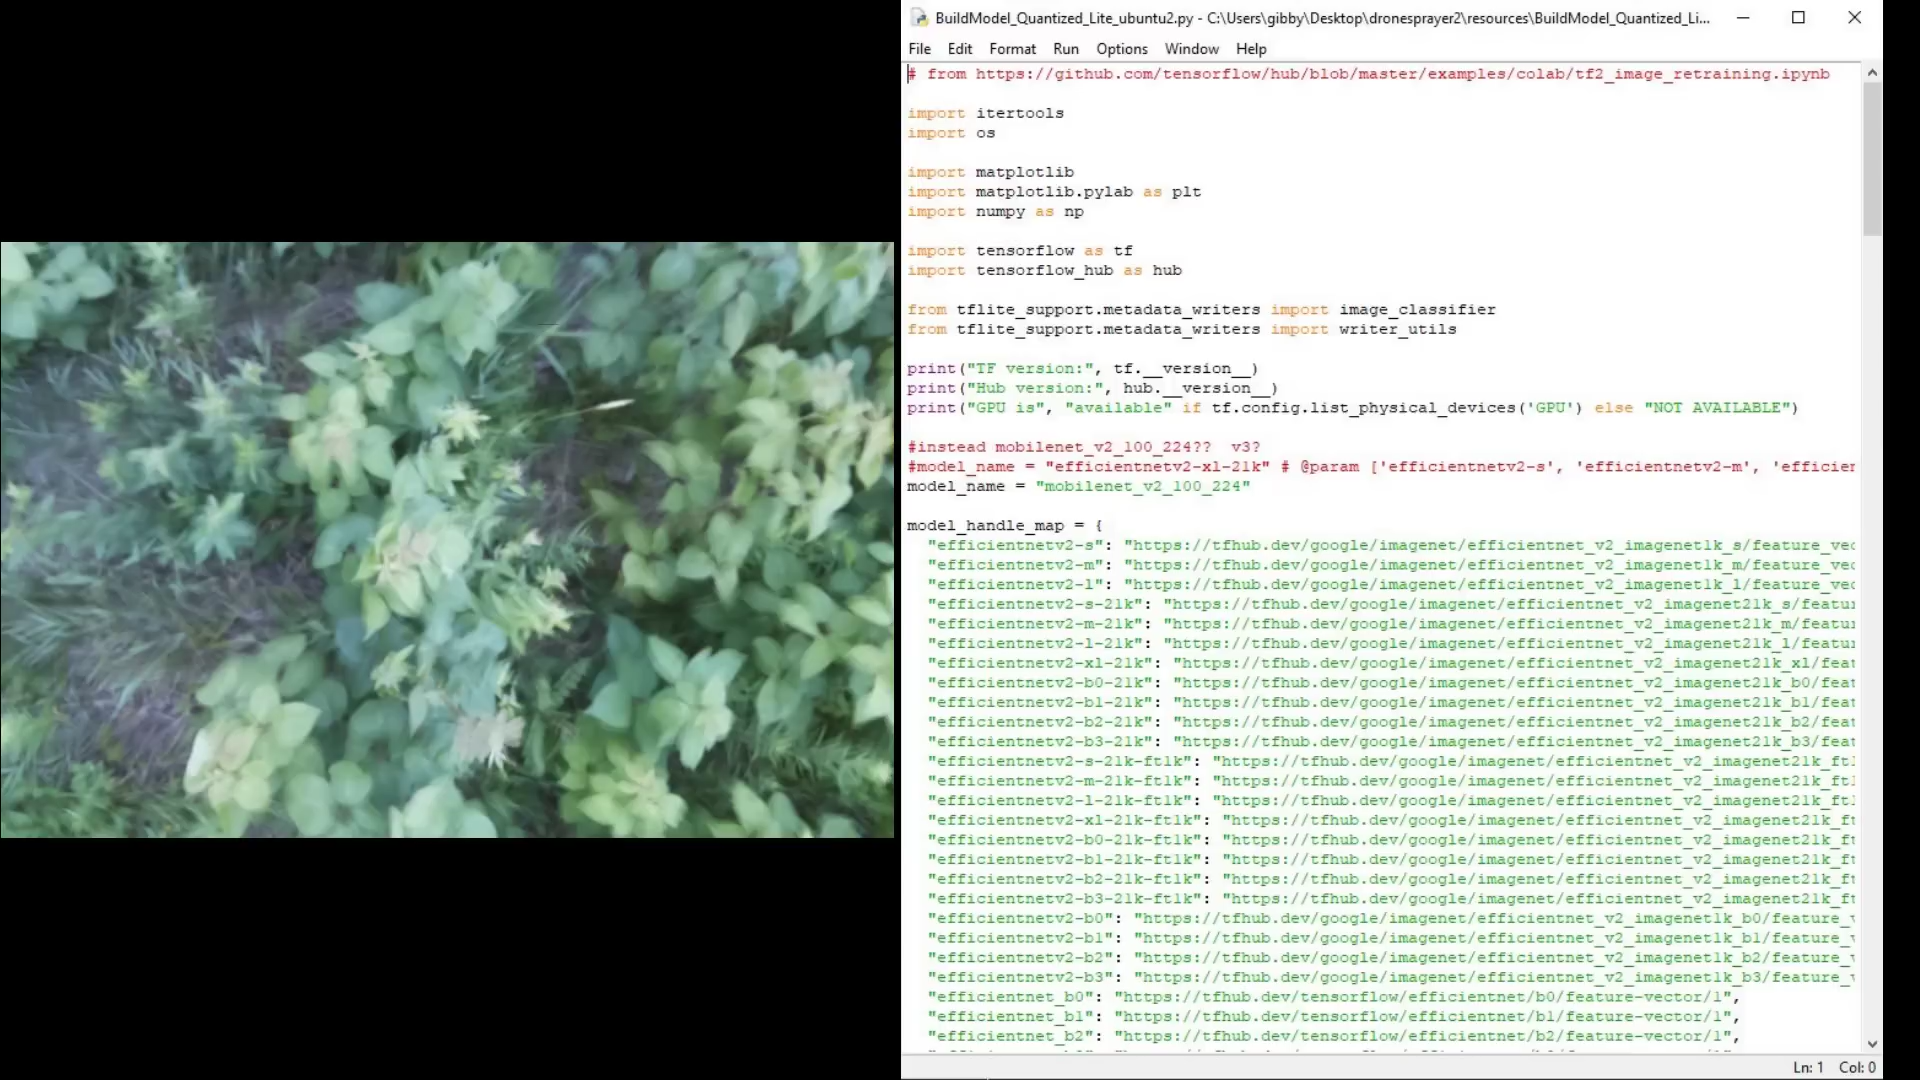 BuildModel_Quantized_Lite_ubuntu2.py - C:\Users\gibby\Desktop\dronesprayer2\resources\BuildModel_Quantized_Li...
File Edit Format Run Options Window Help
# from https://github.com/tensorflow/hub/blob/master/examples/colab/tf2_image_retraining.ipynb
import itertools
import os
import matplotlib
import matplotlib.pylab as plt
import numpy as np
import tensorflow as tf
import tensorflow_hub as hub
from tflite_support.metadata_writers import image_classifier
from tflite_support.metadata_writers import writer_utils
print("TF version:", tf.__version__)
print("Hub version:", hub.__version__)
print("GPU is", "available" if tf.config.list_physical_devices('GPU') else "NOT AVAILABLE")
#instead mobilenet_v2_100_224?? v3?
#model_name = "efficientnetv2-xl-21k" # @param ['efficientnetv2-s', 'efficientnetv2-m', 'efficien
model_name = "mobilenet_v2_100_224"
model_handle_map = {
"efficientnetv2-s": "https://tfhub.dev/google/imagenet/efficientnet_v2_imagenet1k_s/feature_vec
"efficientnetv2-m": "https://tfhub.dev/google/imagenet/efficientnet_v2_imagenet1k_m/feature_vec
"efficientnetv2-l": "https://tfhub.dev/google/imagenet/efficientnet_v2_imagenet1k_l/feature_vec
"efficientnetv2-s-21k": "https://tfhub.dev/google/imagenet/efficientnet_v2_imagenet21k_s/featur
"efficientnetv2-m-21k": "https://tfhub.dev/google/imagenet/efficientnet_v2_imagenet21k_m/featur
"efficientnetv2-l-21k": "https://tfhub.dev/google/imagenet/efficientnet_v2_imagenet21k_l/featur
"efficientnetv2-xl-21k": "https://tfhub.dev/google/imagenet/efficientnet_v2_imagenet21k_xl/feat
"efficientnetv2-b0-21k": "https://tfhub.dev/google/imagenet/efficientnet_v2_imagenet21k_b0/feat
"efficientnetv2-b1-21k": "https://tfhub.dev/google/imagenet/efficientnet_v2_imagenet21k_b1/feat
"efficientnetv2-b2-21k": "https://tfhub.dev/google/imagenet/efficientnet_v2_imagenet21k_b2/feat
"efficientnetv2-b3-21k": "https://tfhub.dev/google/imagenet/efficientnet_v2_imagenet21k_b3/feat
"efficientnetv2-s-21k-ft1k": "https://tfhub.dev/google/imagenet/efficientnet_v2_imagenet21k_ft1
"efficientnetv2-m-21k-ft1k": "https://tfhub.dev/google/imagenet/efficientnet_v2_imagenet21k_ft1
"efficientnetv2-l-21k-ft1k": "https://tfhub.dev/google/imagenet/efficientnet_v2_imagenet21k_ft1
"efficientnetv2-xl-21k-ft1k": "https://tfhub.dev/google/imagenet/efficientnet_v2_imagenet21k_ft
"efficientnetv2-b0-21k-ft1k": "https://tfhub.dev/google/imagenet/efficientnet_v2_imagenet21k_ft
"efficientnetv2-b1-21k-ft1k": "https://tfhub.dev/google/imagenet/efficientnet_v2_imagenet21k_ft
"efficientnetv2-b2-21k-ft1k": "https://tfhub.dev/google/imagenet/efficientnet_v2_imagenet21k_ft
"efficientnetv2-b3-21k-ft1k": "https://tfhub.dev/google/imagenet/efficientnet_v2_imagenet21k_ft
"efficientnetv2-b0": "https://tfhub.dev/google/imagenet/efficientnet_v2_imagenet1k_b0/feature_v
"efficientnetv2-b1": "https://tfhub.dev/google/imagenet/efficientnet_v2_imagenet1k_b1/feature_v
"efficientnetv2-b2": "https://tfhub.dev/google/imagenet/efficientnet_v2_imagenet1k_b2/feature_v
"efficientnetv2-b3": "https://tfhub.dev/google/imagenet/efficientnet_v2_imagenet1k_b3/feature_v
"efficientnet_b0": "https://tfhub.dev/tensorflow/efficientnet/b0/feature-vector/1",
"efficientnet_b1": "https://tfhub.dev/tensorflow/efficientnet/b1/feature-vector/1",
"efficientnet_b2": "https://tfhub.dev/tensorflow/efficientnet/b2/feature-vector/1",
Ln: 1 Col: 0